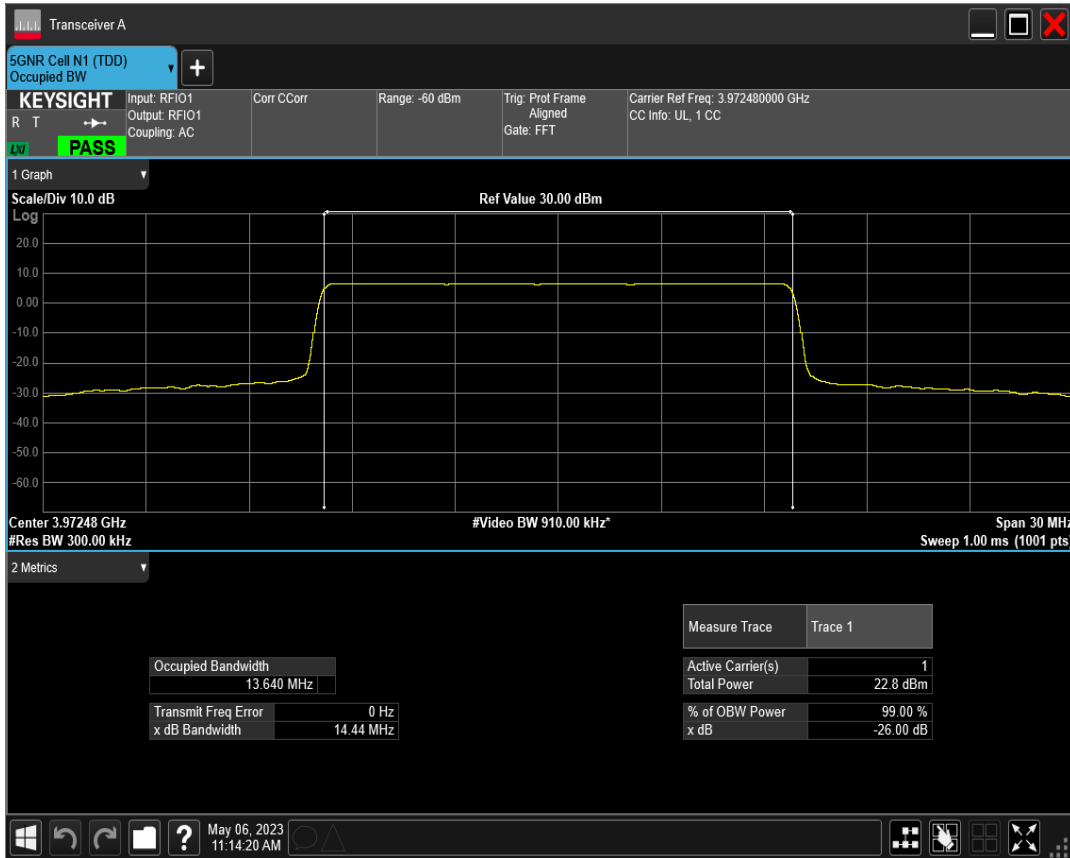 Transceiver A
5GNR Cell N1 (TDD)
Occupied BW
+
KEYSIGHT
R T
LXI
PASS
Input: RFIO1
Output: RFIO1
Coupling: AC
Corr CCorr
Range: -60 dBm
Trig: Prot Frame
Aligned
Gate: FFT
Carrier Ref Freq: 3.972480000 GHz
CC Info: UL, 1 CC
1 Graph
Scale/Div 10.0 dB
Ref Value 30.00 dBm
Log
20.0
10.0
0.00
-10.0
-20.0
-30.0
-40.0
-50.0
-60.0
Center 3.97248 GHz
#Video BW 910.00 kHz*
Span 30 MHz
#Res BW 300.00 kHz
Sweep 1.00 ms (1001 pts)
2 Metrics
Measure Trace Trace 1
Occupied Bandwidth
13.640 MHz
Active Carrier(s) 1
Total Power 22.8 dBm
Transmit Freq Error 0 Hz
x dB Bandwidth 14.44 MHz
% of OBW Power 99.00 %
x dB -26.00 dB
?
May 06, 2023
11:14:20 AM